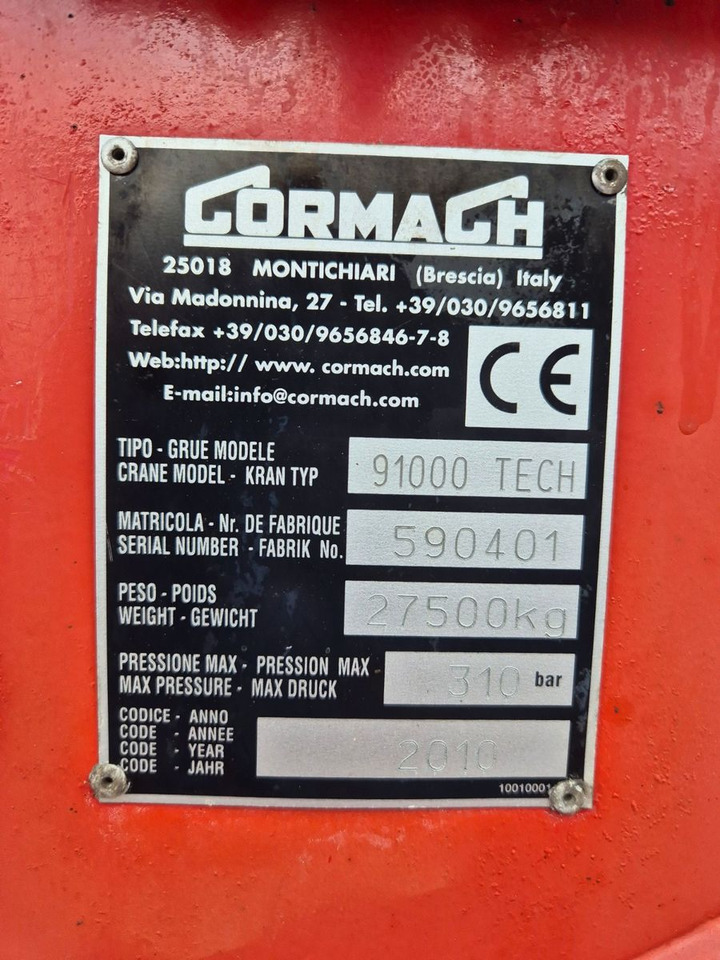 CORMACH
25018 MONTICHIARI (Brescia) Italy
Via Madonnina, 27 - Tel. +39/030/9656811
Telefax +39/030/9656846-7-8
Web:http:// www. cormach.com
E-mail:info@cormach.com
CE
TIPO - GRUE MODELE
CRANE MODEL - KRAN TYP
91000 TECH
MATRICOLA - Nr. DE FABRIQUE
SERIAL NUMBER - FABRIK No.
590401
PESO - POIDS
WEIGHT - GEWICHT
27500kg
PRESSIONE MAX - PRESSION MAX
MAX PRESSURE - MAX DRUCK
310 bar
CODICE - ANNO
CODE - ANNEE
CODE - YEAR
CODE - JAHR
2010